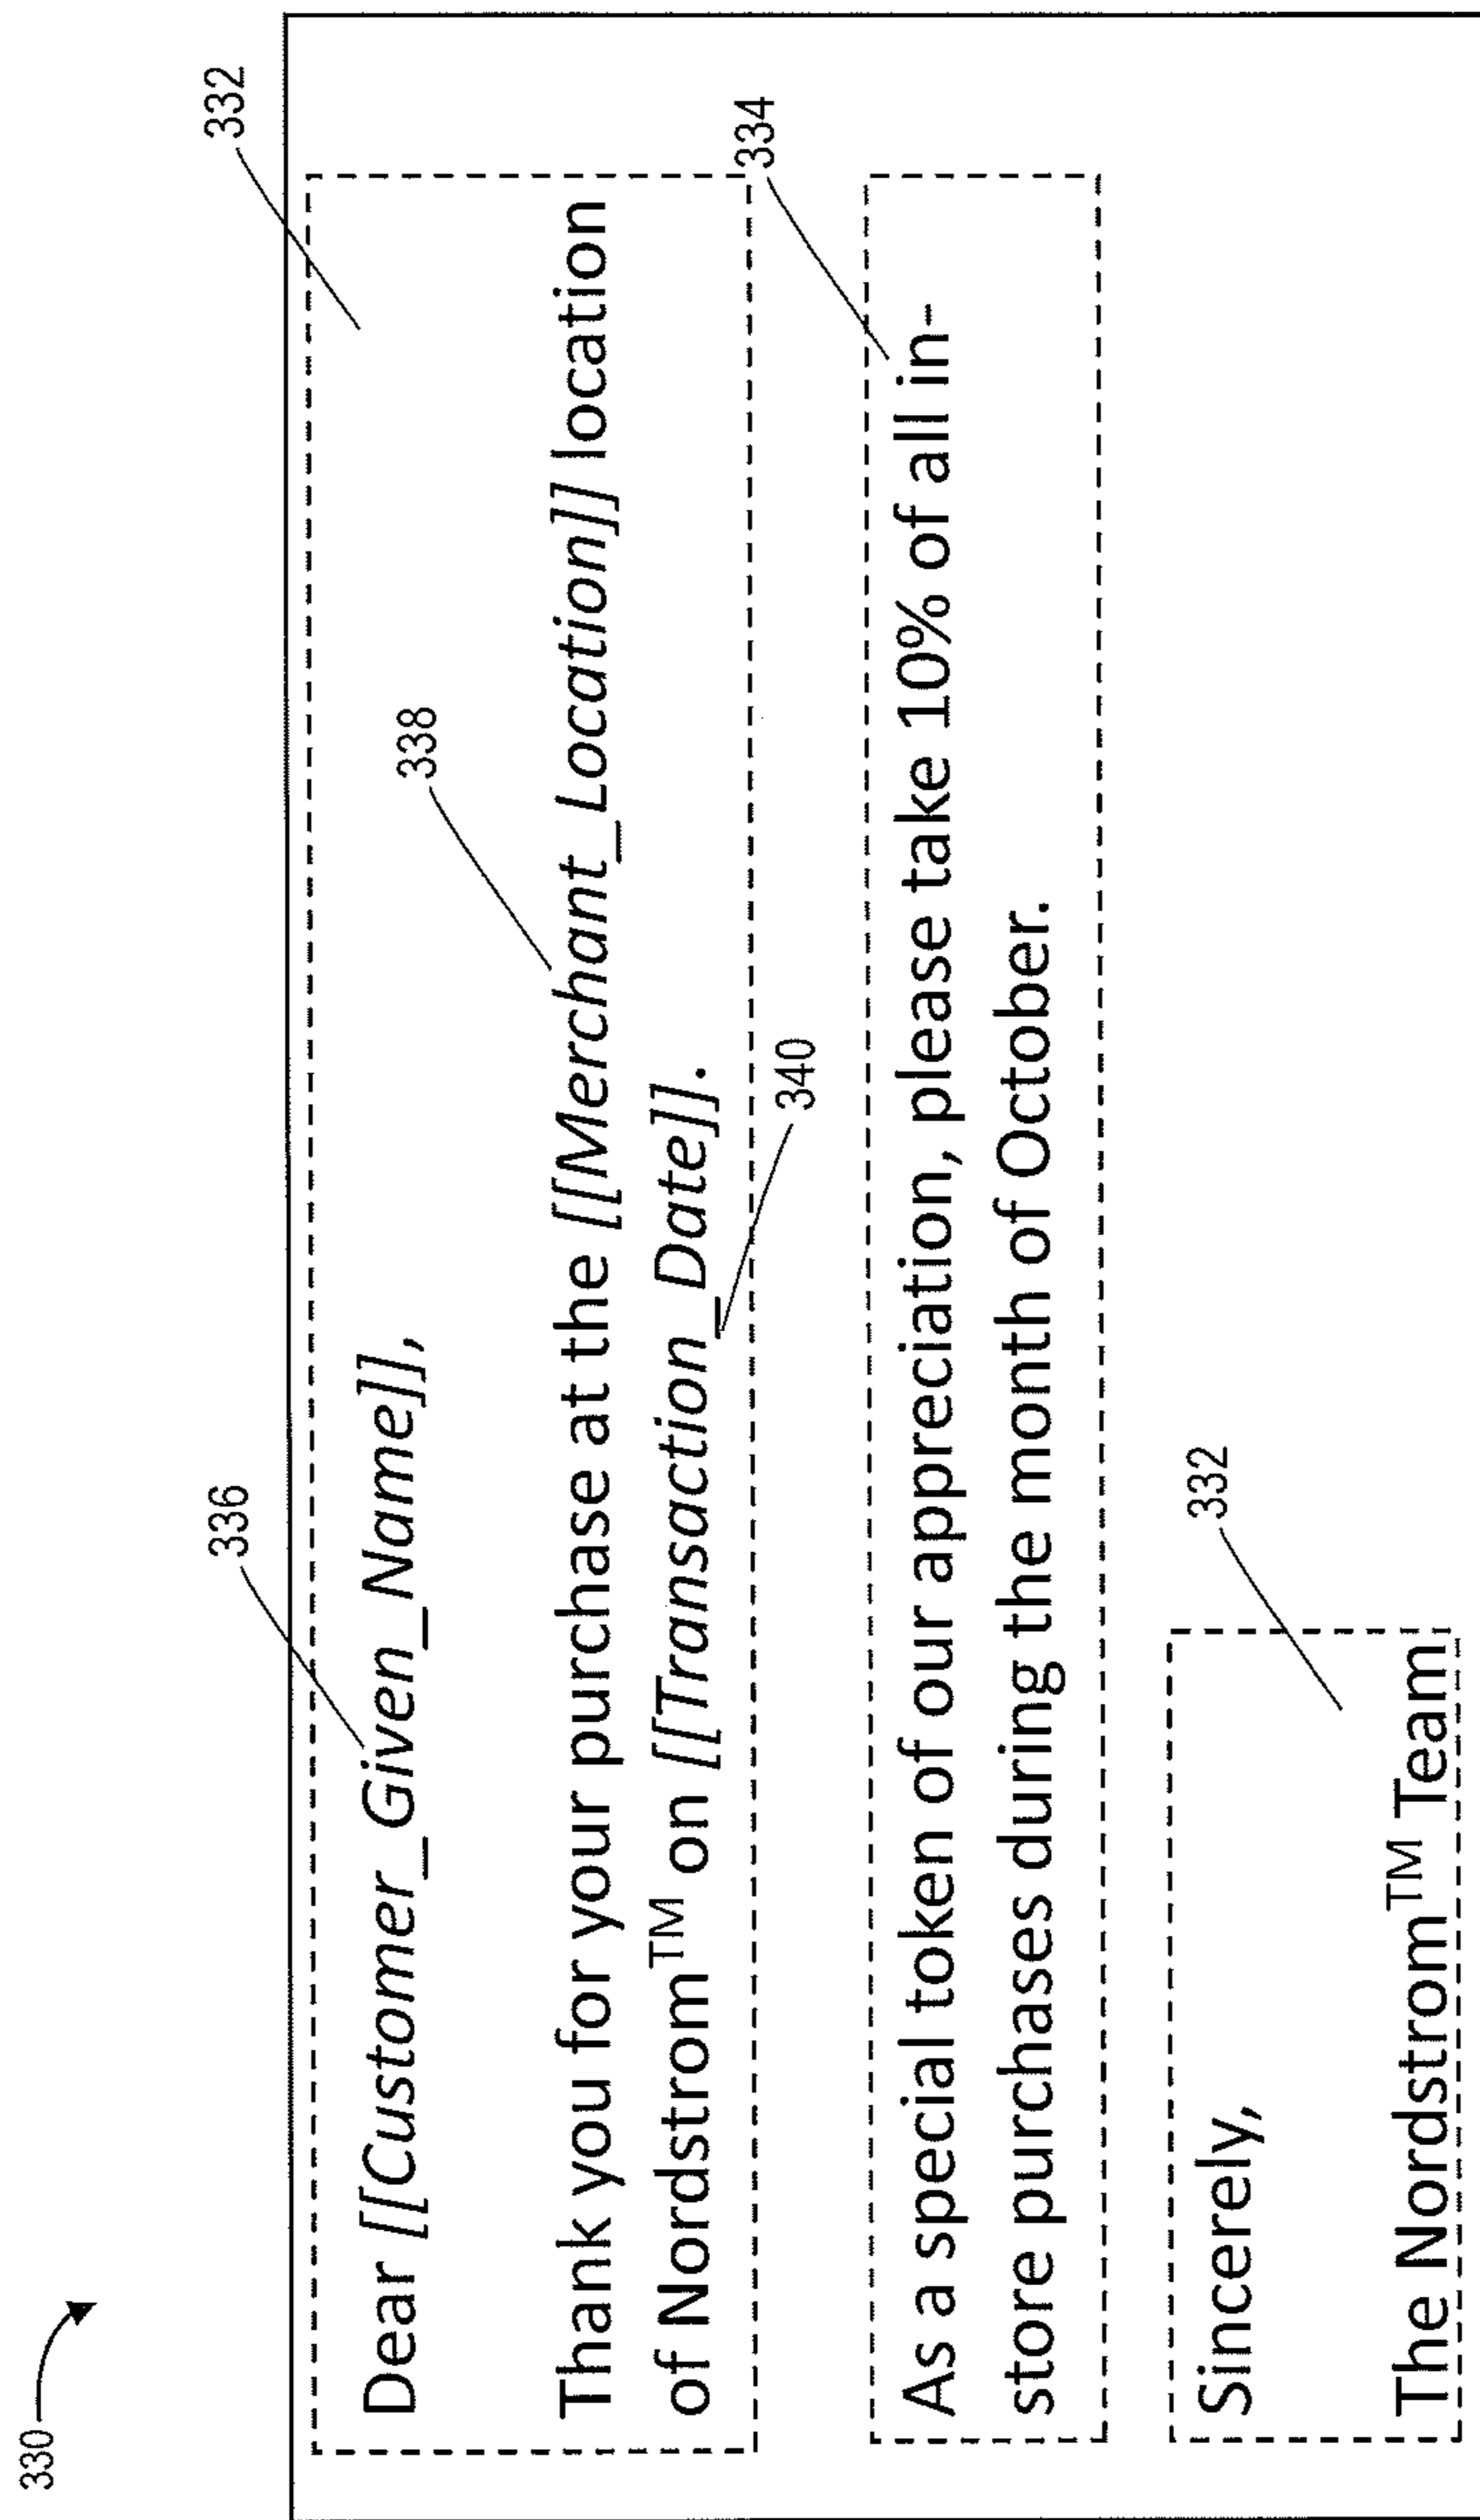 330
332
336
Dear [[Customer_Given_Name]],
338
Thank you for your purchase at the [[Merchant_Location]] location
of Nordstrom™ on [[Transaction_Date]].
334
340
As a special token of our appreciation, please take 10% of all in-
store purchases during the month of October.
332
Sincerely,
The Nordstrom™ Team